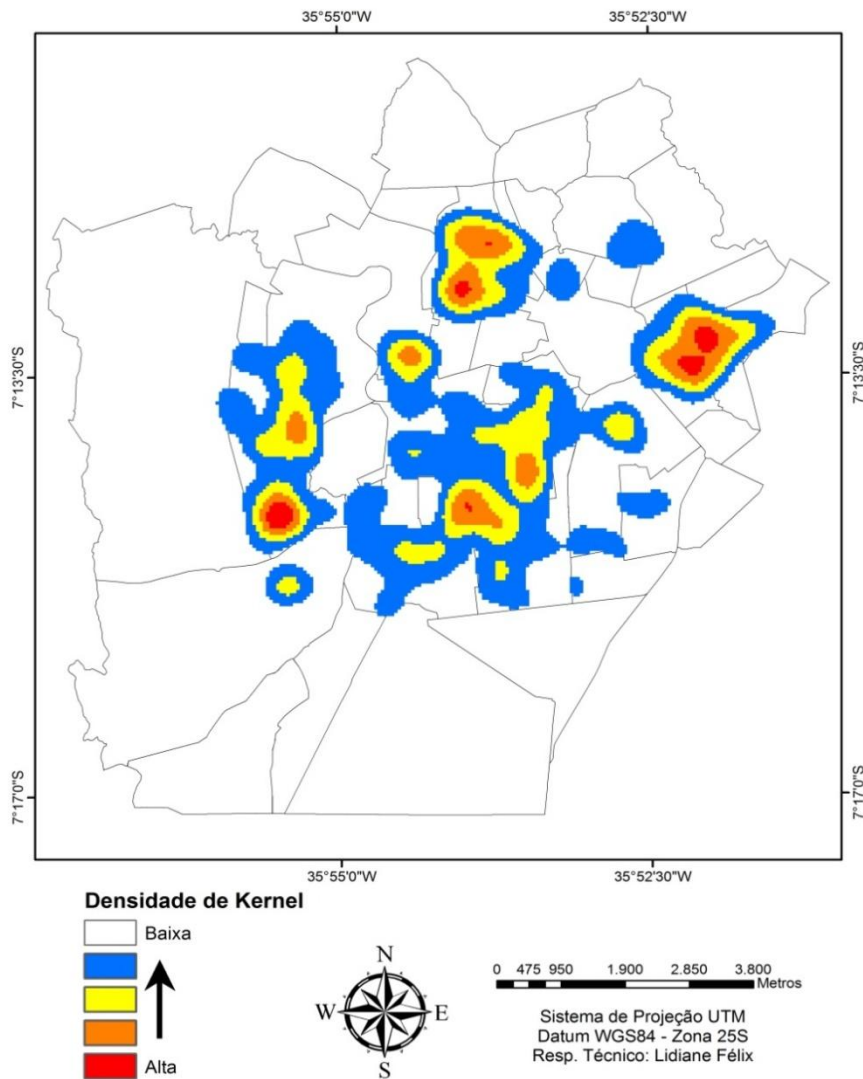 35°55'0"W 35°52'30"W
7°13'30"S 7°13'30"S
7°17'0"S 7°17'0"S
35°55'0"W 35°52'30"W
Densidade de Kernel
Baixa
Alta
N
W E
S
0 475 950 1.900 2.850 3.800
Metros
Sistema de Projeção UTM
Datum WGS84 - Zona 25S
Resp. Técnico: Lidiane Félix